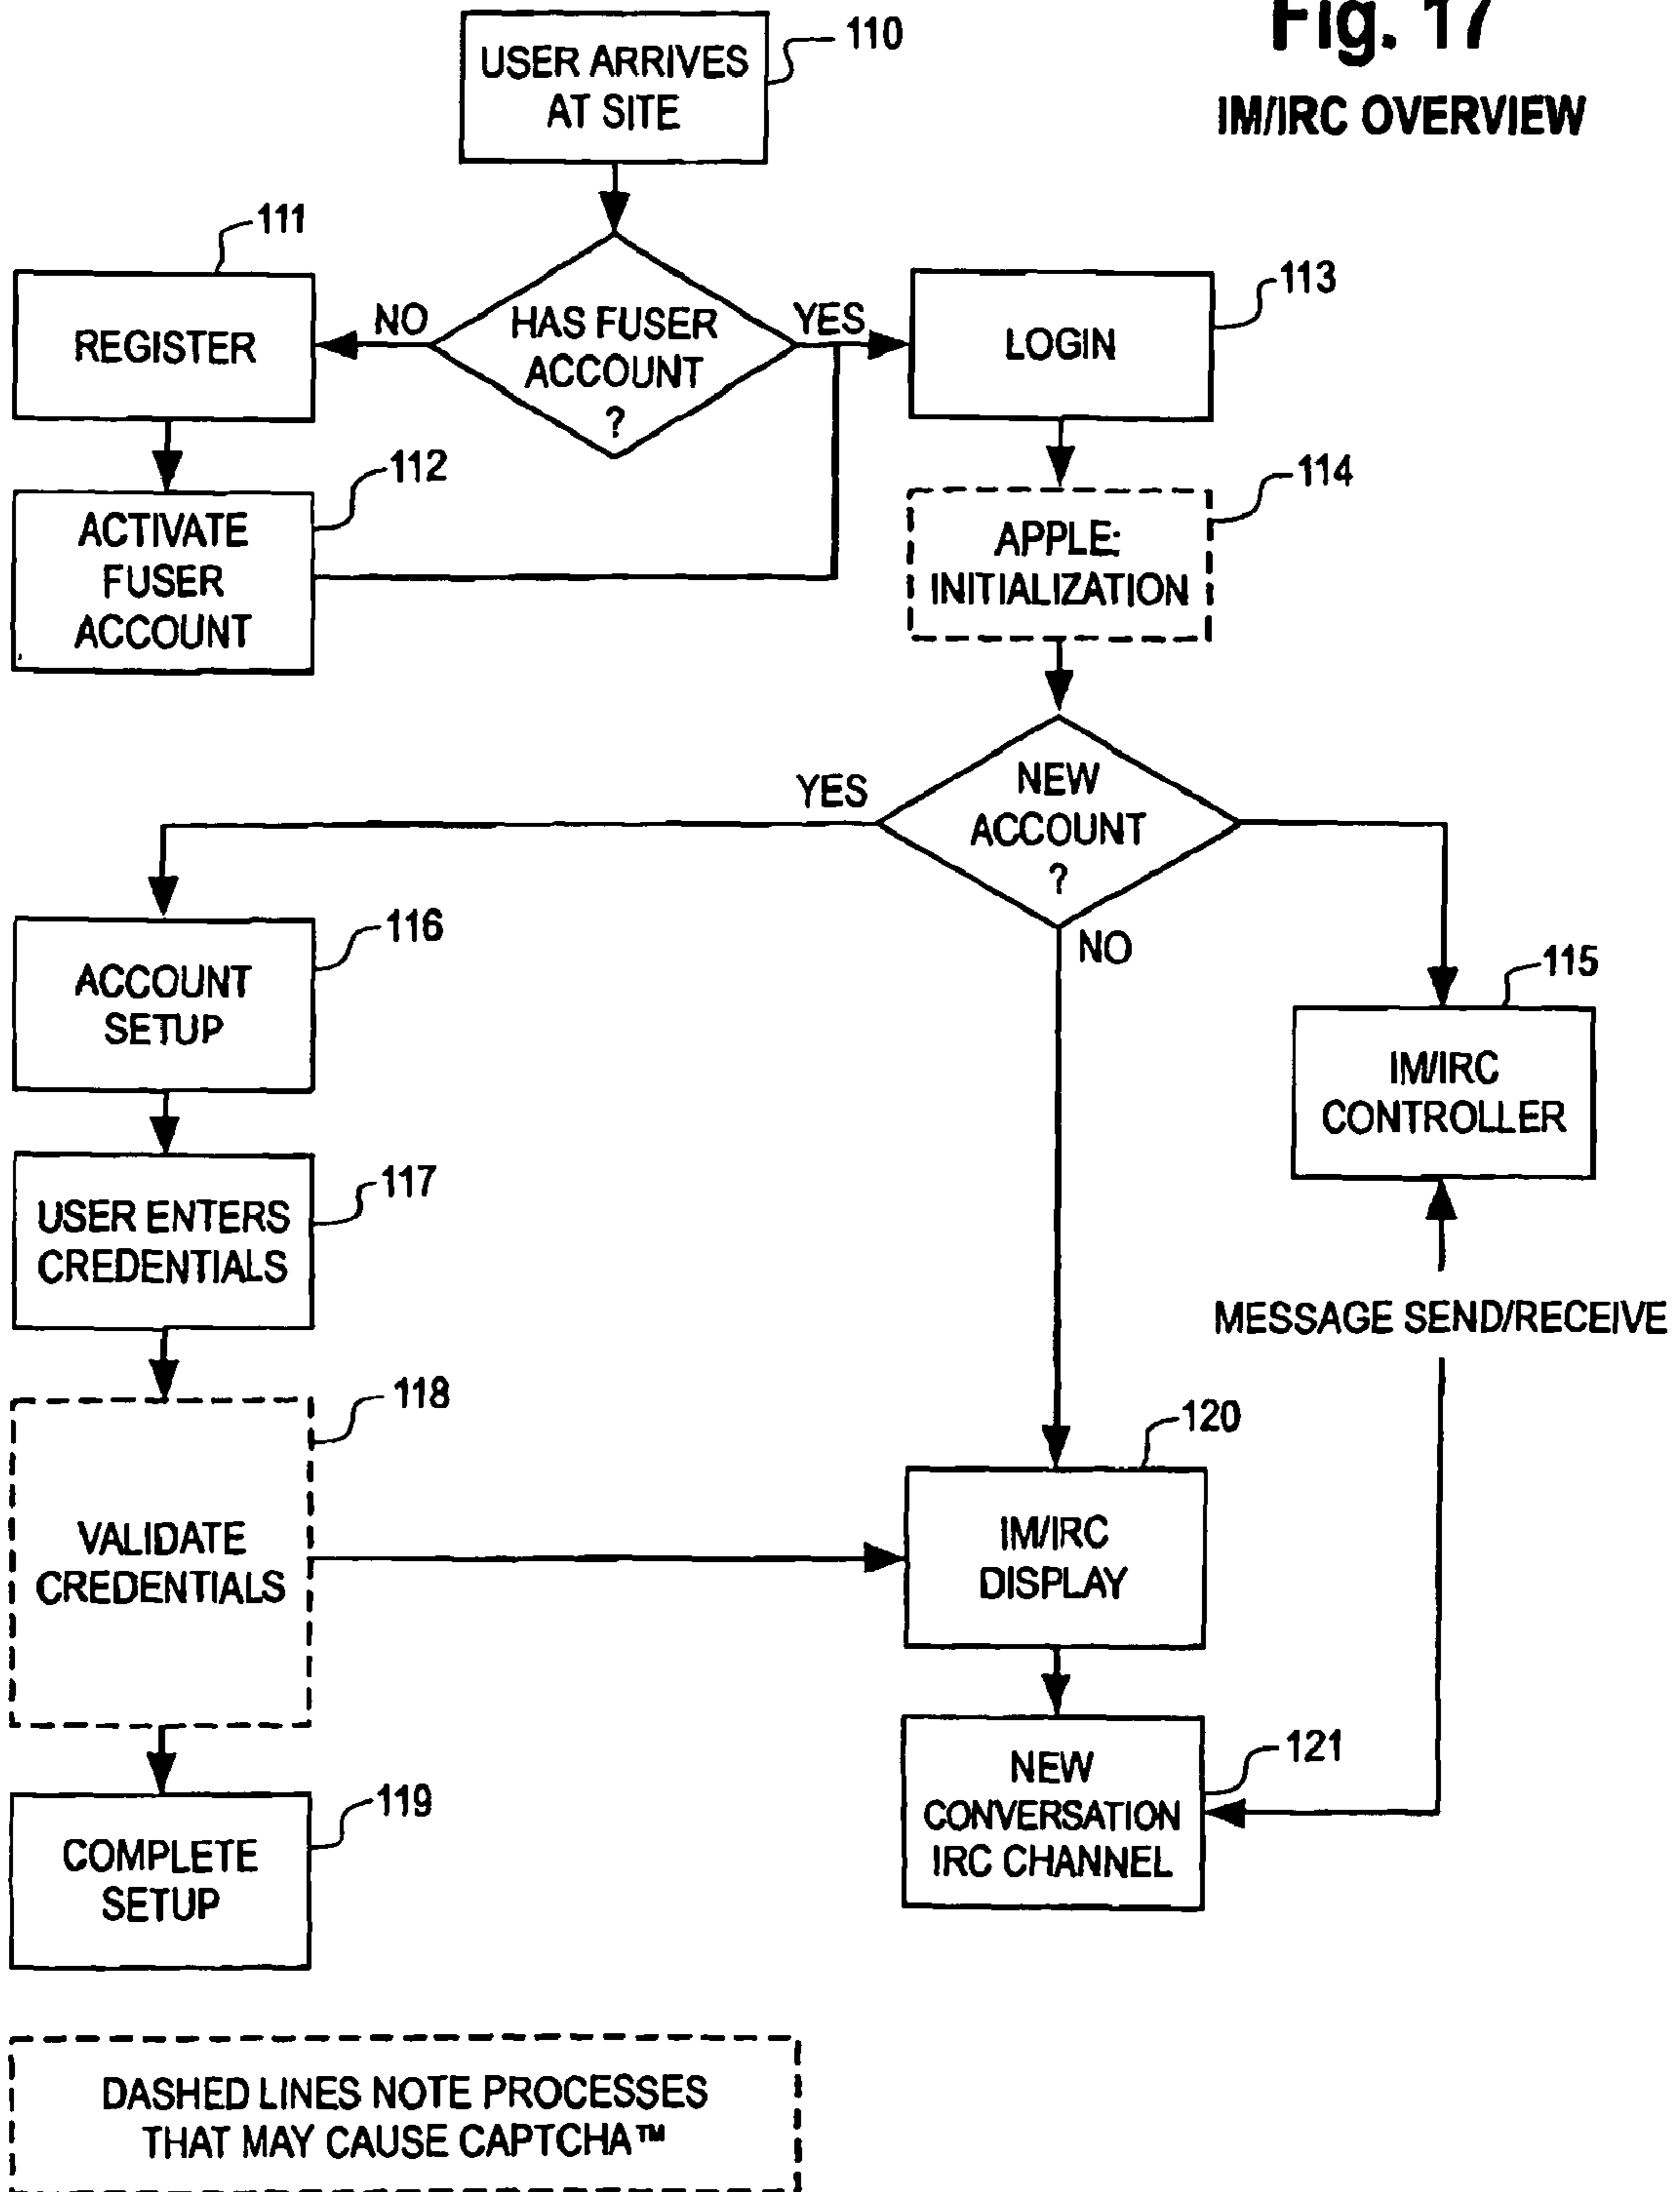 Fig. 17
IM/IRC OVERVIEW
USER ARRIVES
AT SITE
110
111
REGISTER
NO
HAS FUSER
ACCOUNT
?
YES
LOGIN
113
112
ACTIVATE
FUSER
ACCOUNT
114
APPLE:
INITIALIZATION
YES
NEW
ACCOUNT
?
NO
116
ACCOUNT
SETUP
115
IM/IRC
CONTROLLER
117
USER ENTERS
CREDENTIALS
MESSAGE SEND/RECEIVE
118
VALIDATE
CREDENTIALS
120
IM/IRC
DISPLAY
121
NEW
CONVERSATION
IRC CHANNEL
119
COMPLETE
SETUP
DASHED LINES NOTE PROCESSES
THAT MAY CAUSE CAPTCHA™